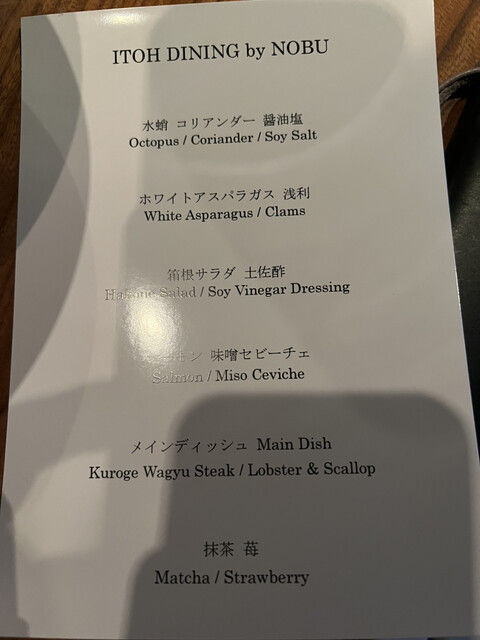 ITOH DINING by NOBU
水蛸 コリアンダー 醤油塩
Octopus / Coriander / Soy Salt
ホワイトアスパラガス 浅利
White Asparagus / Clams
箱根サラダ 土佐酢
Hakone Salad / Soy Vinegar Dressing
サーモン 味噌セビーチェ
Salmon / Miso Ceviche
メインディッシュ Main Dish
Kuroge Wagyu Steak / Lobster & Scallop
抹茶 苺
Matcha / Strawberry